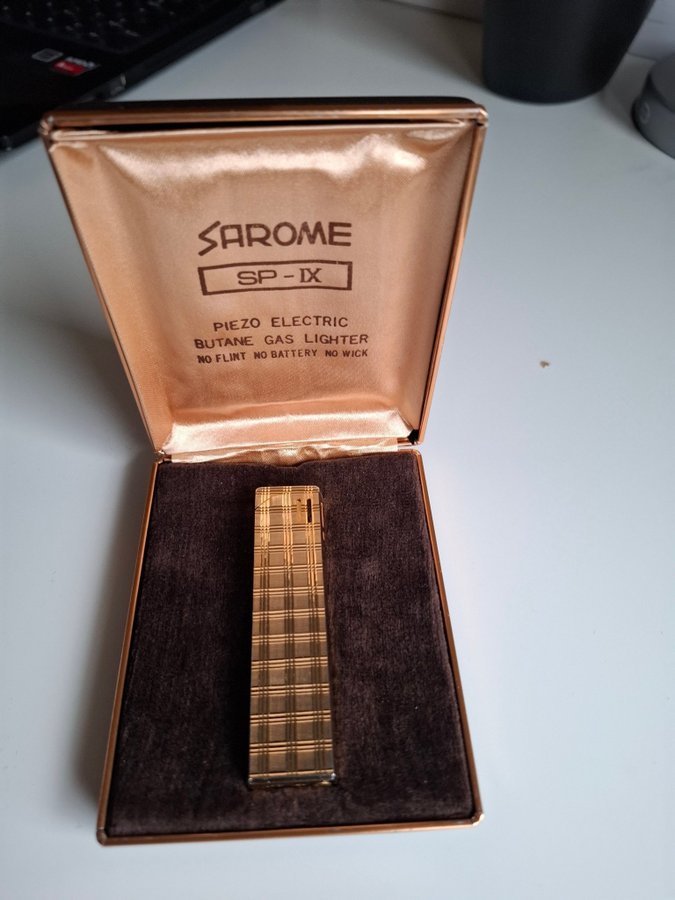 SAROME
SP-IX
PIEZO ELECTRIC
BUTANE GAS LIGHTER
NO FLINT NO BATTERY NO WICK